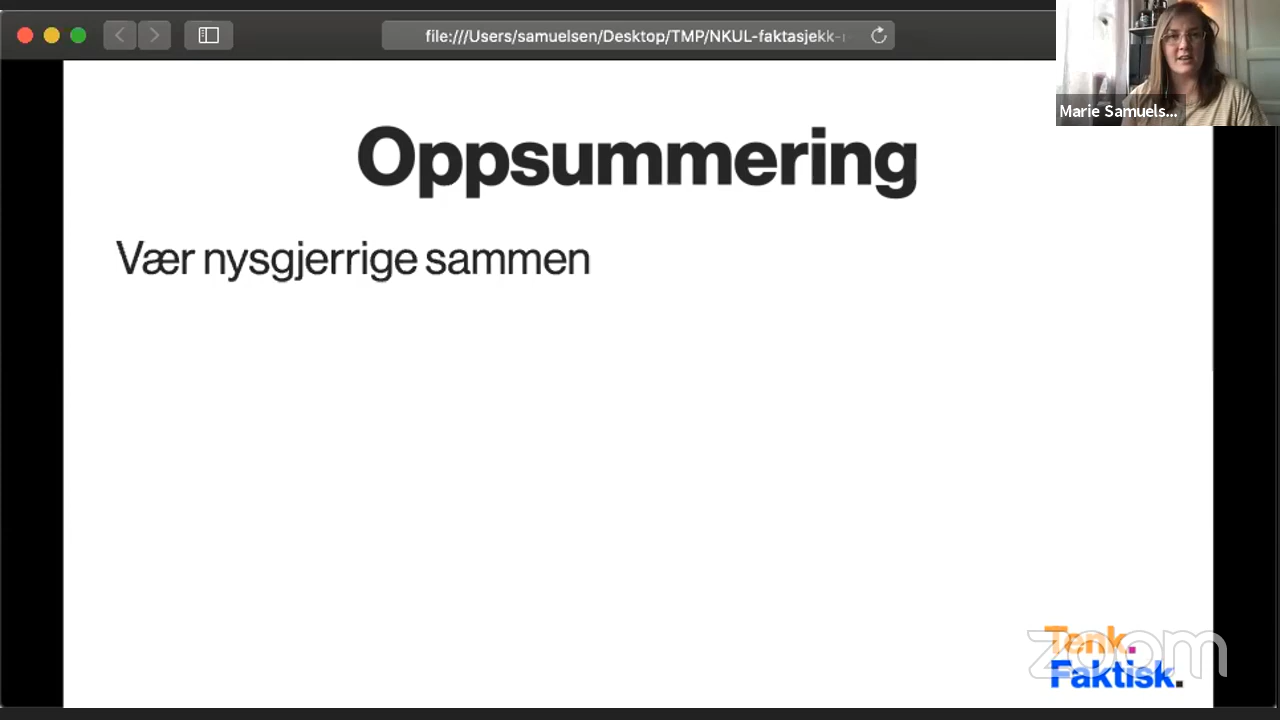 file:///Users/samuelsen/Desktop/TMP/NKUL-faktasjekk-
Marie Samuels...
Oppsummering
Vær nysgjerrige sammen
Tenk.
zoom
Faktisk.